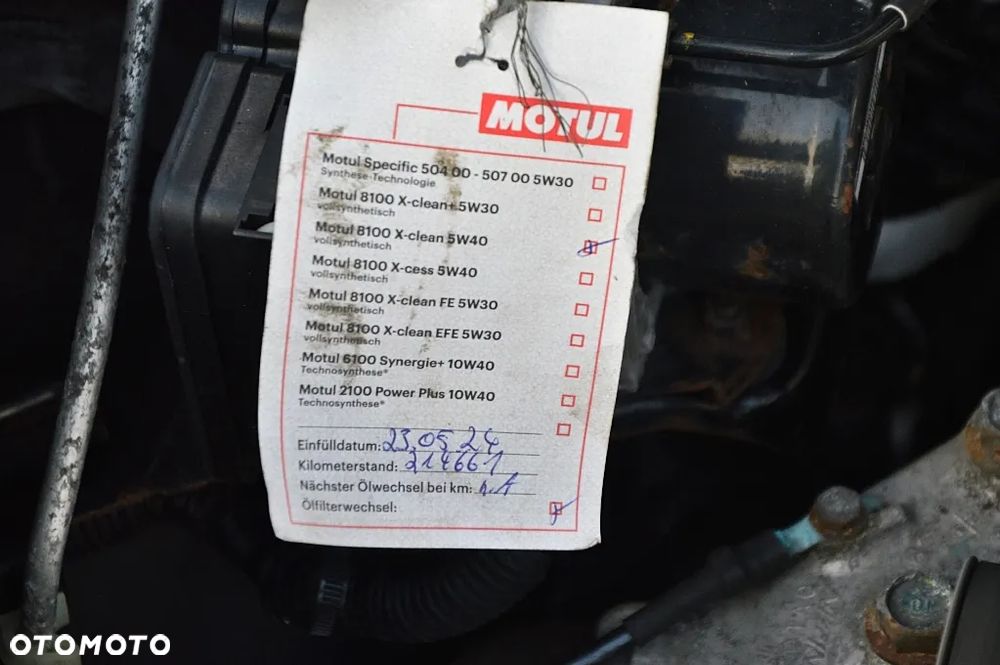 MOTUL
Motul Specific 504 00 - 507 00 5W30
Synthese-Technologie
Motul 8100 X-clean+ 5W30
vollsynthetisch
Motul 8100 X-clean 5W40
vollsynthetisch
Motul 8100 X-cess 5W40
vollsynthetisch
Motul 8100 X-clean FE 5W30
vollsynthetisch
Motul 8100 X-clean EFE 5W30
vollsynthetisch
Motul 6100 Synergie+ 10W40
Technosynthese®
Motul 2100 Power Plus 10W40
Technosynthese®
Einfülldatum: 23.05.24
Kilometerstand: 214661
Nächster Ölwechsel bei km:
Ölfilterwechsel:
OTOMOTO